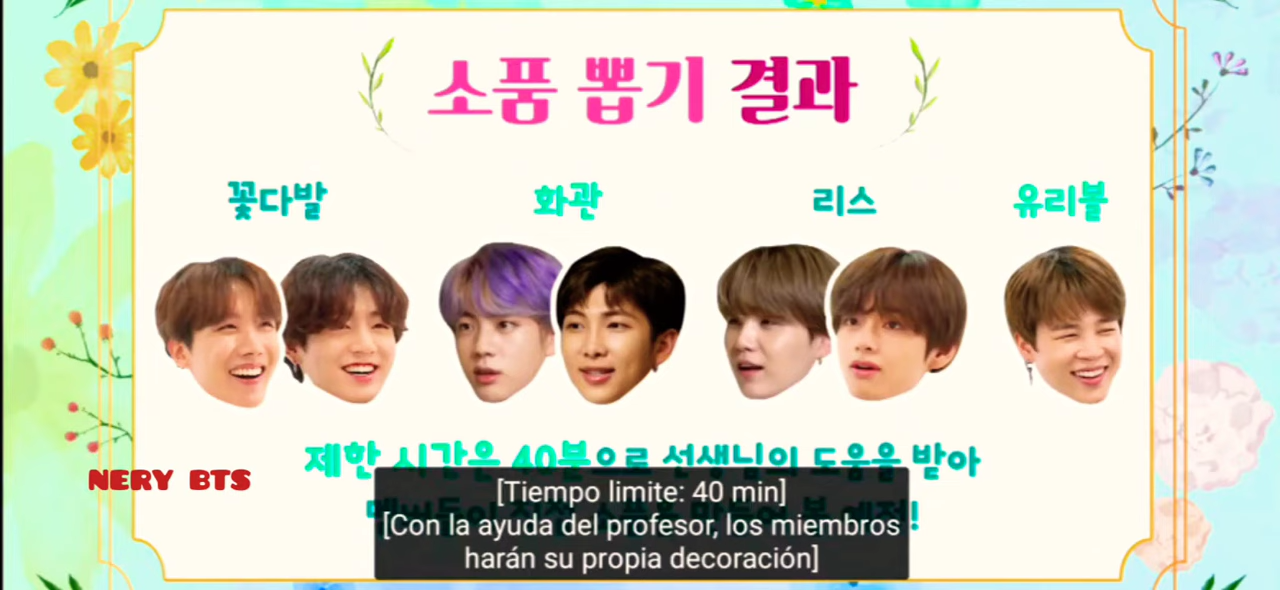 소품 뽑기 결과
꽃다발 화관 리스 유리볼
제한 시간은 40분으로 선생님의 도움을 받아
NERY BTS
[Tiempo limite: 40 min]
[Con la ayuda del profesor, los miembros
harán su propia decoración]